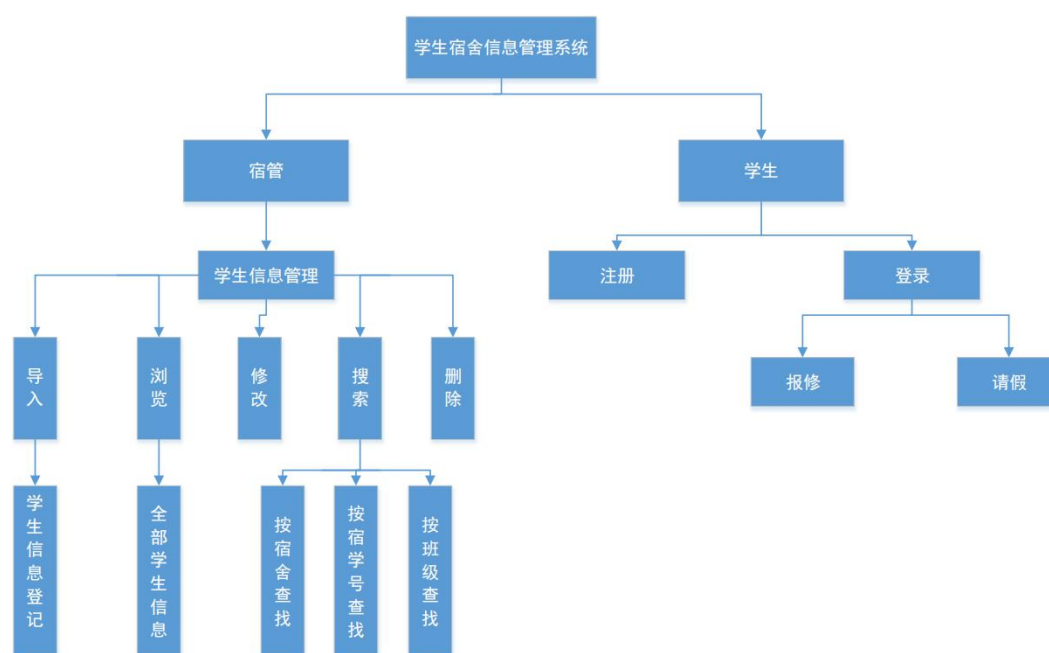 学生宿舍信息管理系统
宿管
学生
学生信息管理
注册
登录
导入
浏览
修改
搜索
删除
报修
请假
学生信息登记
全部学生信息
按宿舍查找
按宿学号查找
按班级查找